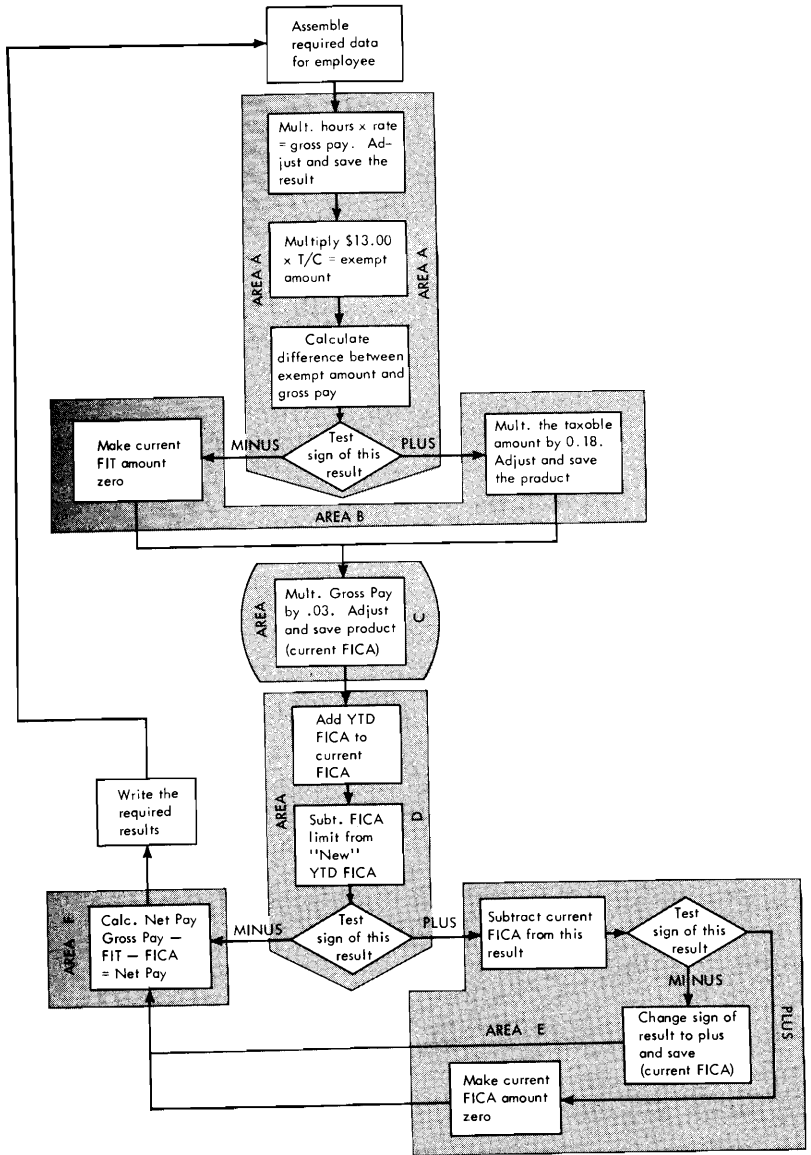 Assemble
required data
for employee
Mult. hours x rate
= gross pay. Ad-
just and save the
result
AREA A
AREA A
Multiply $13.00
x T/C = exempt
amount
Calculate
difference between
exempt amount and
gross pay
Make current
FIT amount
zero
MINUS
Test
sign of this
result
PLUS
Mult. the taxable
amount by 0.18.
Adjust and save
the product
AREA B
AREA
Mult. Gross Pay
by .03. Adjust
and save product
(current FICA)
C
Add YTD
FICA to
current
FICA
AREA
D
Write the
required
results
Subt. FICA
limit from
"New"
YTD FICA
AREA F
Calc. Net Pay
Gross Pay —
FIT — FICA
= Net Pay
MINUS
Test
sign of this
result
PLUS
Subtract current
FICA from this
result
Test
sign of this
result
MINUS
PLUS
AREA E
Change sign of
result to plus
and save
(current FICA)
Make current
FICA amount
zero